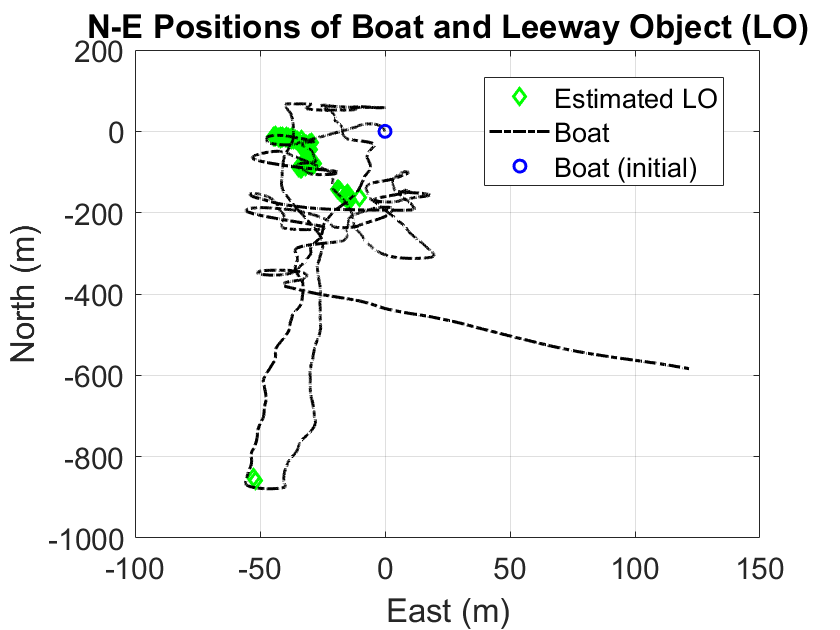 N-E Positions of Boat and Leeway Object (LO)
200
0
-200
-400
-600
-800
-1000
North (m)
Estimated LO
Boat
Boat (initial)
-100
-50
0
50
100
150
East (m)